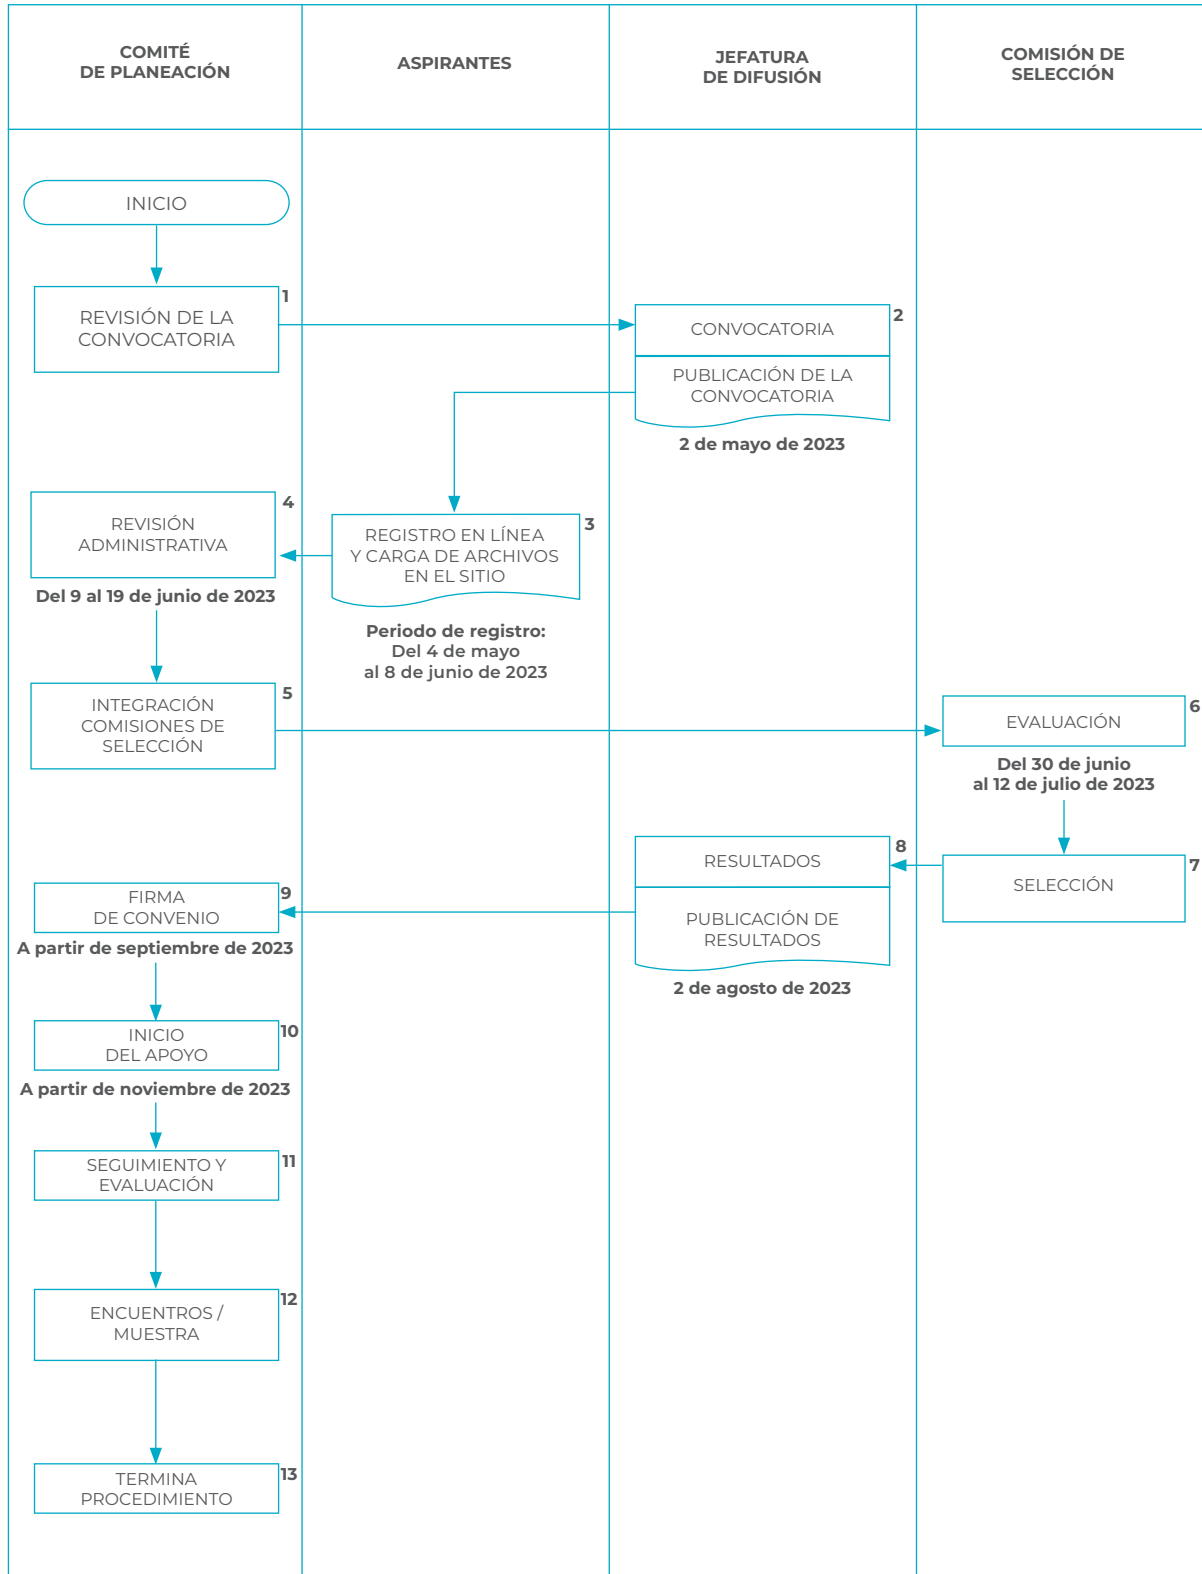 COMITÉ
DE PLANEACIÓN
ASPIRANTES
JEFATURA
DE DIFUSIÓN
COMISIÓN DE
SELECCIÓN
INICIO
1
REVISIÓN DE LA
CONVOCATORIA
2
CONVOCATORIA
PUBLICACIÓN DE LA
CONVOCATORIA
2 de mayo de 2023
3
REGISTRO EN LÍNEA
Y CARGA DE ARCHIVOS
EN EL SITIO
Periodo de registro:
Del 4 de mayo
al 8 de junio de 2023
4
REVISIÓN
ADMINISTRATIVA
Del 9 al 19 de junio de 2023
5
INTEGRACIÓN
COMISIONES DE
SELECCIÓN
6
EVALUACIÓN
Del 30 de junio
al 12 de julio de 2023
7
SELECCIÓN
8
RESULTADOS
PUBLICACIÓN DE
RESULTADOS
2 de agosto de 2023
9
FIRMA
DE CONVENIO
A partir de septiembre de 2023
10
INICIO
DEL APOYO
A partir de noviembre de 2023
11
SEGUIMIENTO Y
EVALUACIÓN
12
ENCUENTROS /
MUESTRA
13
TERMINA
PROCEDIMIENTO